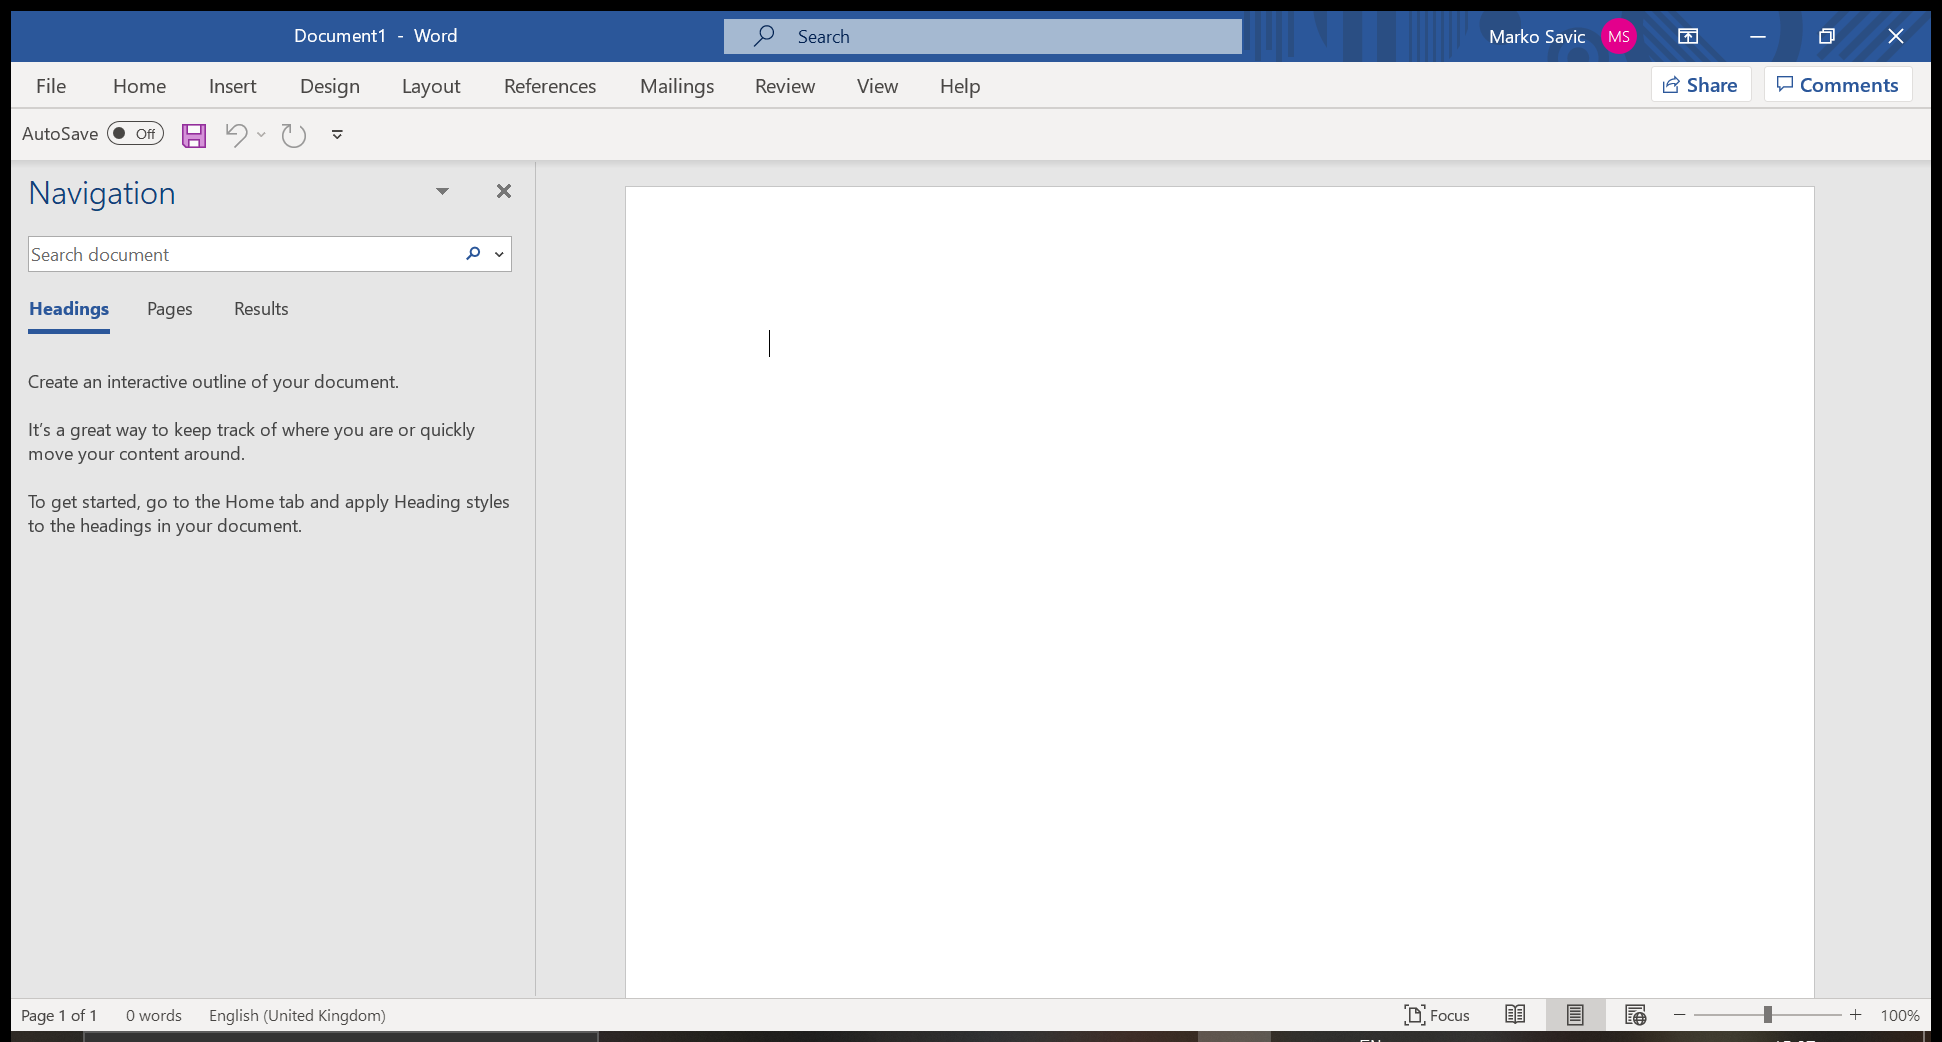 Document1 - Word
Search
Marko Savic
MS
File Home Insert Design Layout References Mailings Review View Help
Share
Comments
AutoSave Off
Navigation
Search document
Headings Pages Results
Create an interactive outline of your document.
It's a great way to keep track of where you are or quickly
move your content around.
To get started, go to the Home tab and apply Heading styles
to the headings in your document.
Page 1 of 1 0 words English (United Kingdom)
Focus
100%